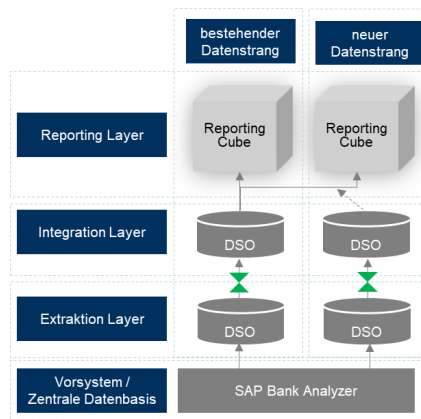 bestehender
Datenstrang
neuer
Datenstrang
Reporting Layer
Reporting
Cube
Reporting
Cube
Integration Layer
DSO
DSO
Extraktion Layer
DSO
DSO
Vorsystem /
Zentrale Datenbasis
SAP Bank Analyzer